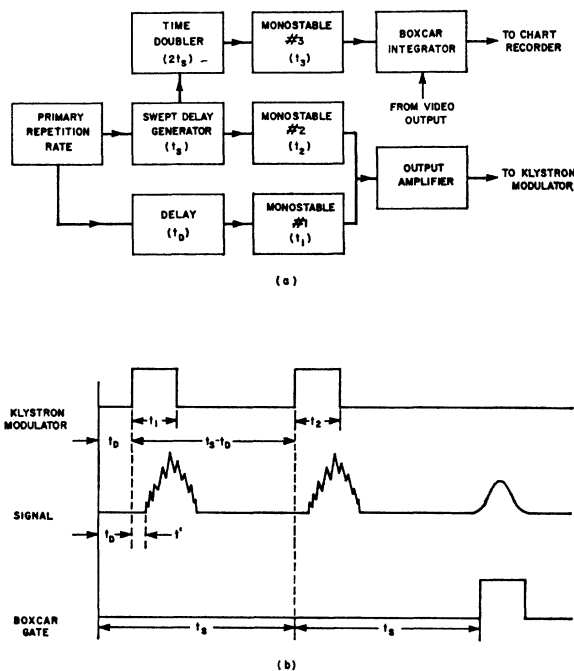 TIME
DOUBLER
(2tS)
MONOSTABLE
#3
(t3)
BOXCAR
INTEGRATOR
TO CHART
RECORDER
FROM VIDEO
OUTPUT
PRIMARY
REPETITION
RATE
SWEPT DELAY
GENERATOR
(tS)
MONOSTABLE
#2
(t2)
OUTPUT
AMPLIFIER
TO KLYSTRON
MODULATOR
DELAY
(tD)
MONOSTABLE
#1
(t1)
(a)
KLYSTRON
MODULATOR
t1
t2
tD
tS-tD
SIGNAL
tD
t'
BOXCAR
GATE
tS
tS
(b)